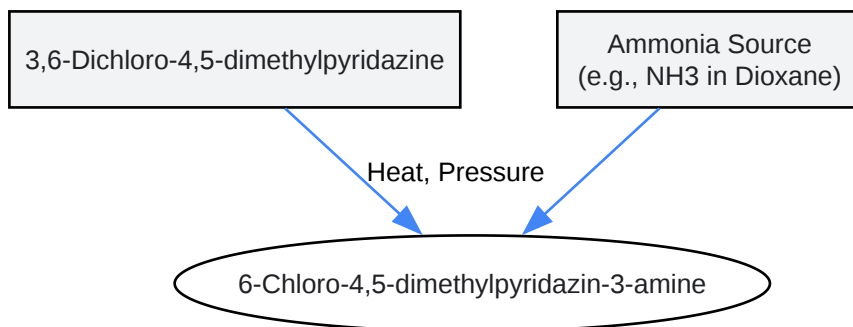 3,6-Dichloro-4,5-dimethylpyridazine
Ammonia Source
(e.g., NH3 in Dioxane)
Heat, Pressure
6-Chloro-4,5-dimethylpyridazin-3-amine